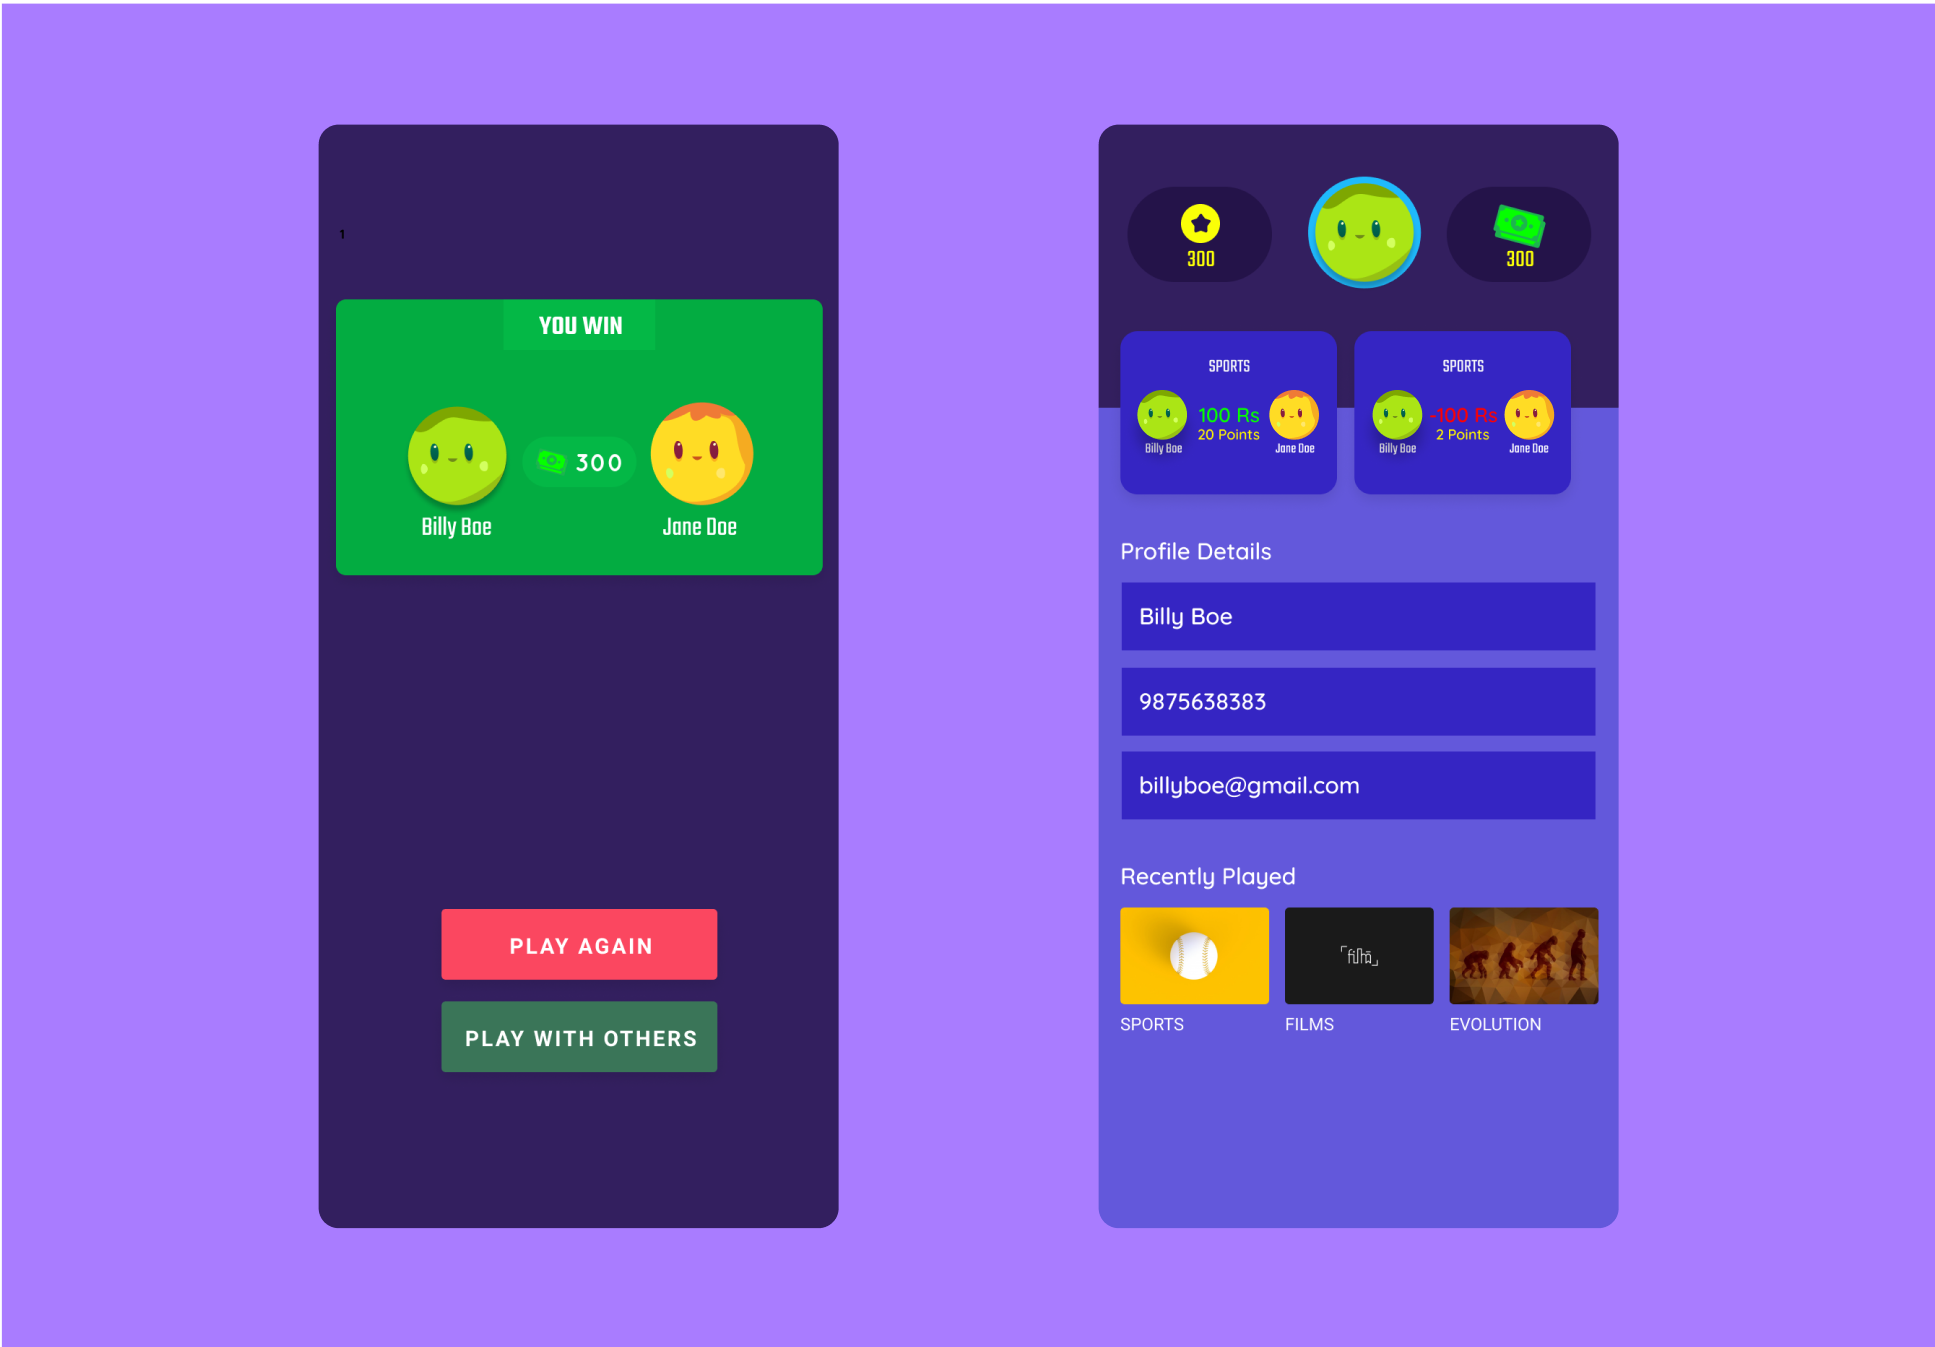 1
YOU WIN
300
Billy Boe
Jane Doe
PLAY AGAIN
PLAY WITH OTHERS
300
300
SPORTS
100 Rs
20 Points
Billy Boe
Jane Doe
SPORTS
-100 Rs
2 Points
Billy Boe
Jane Doe
Profile Details
Billy Boe
9875638383
billyboe@gmail.com
Recently Played
SPORTS
FILMS
EVOLUTION